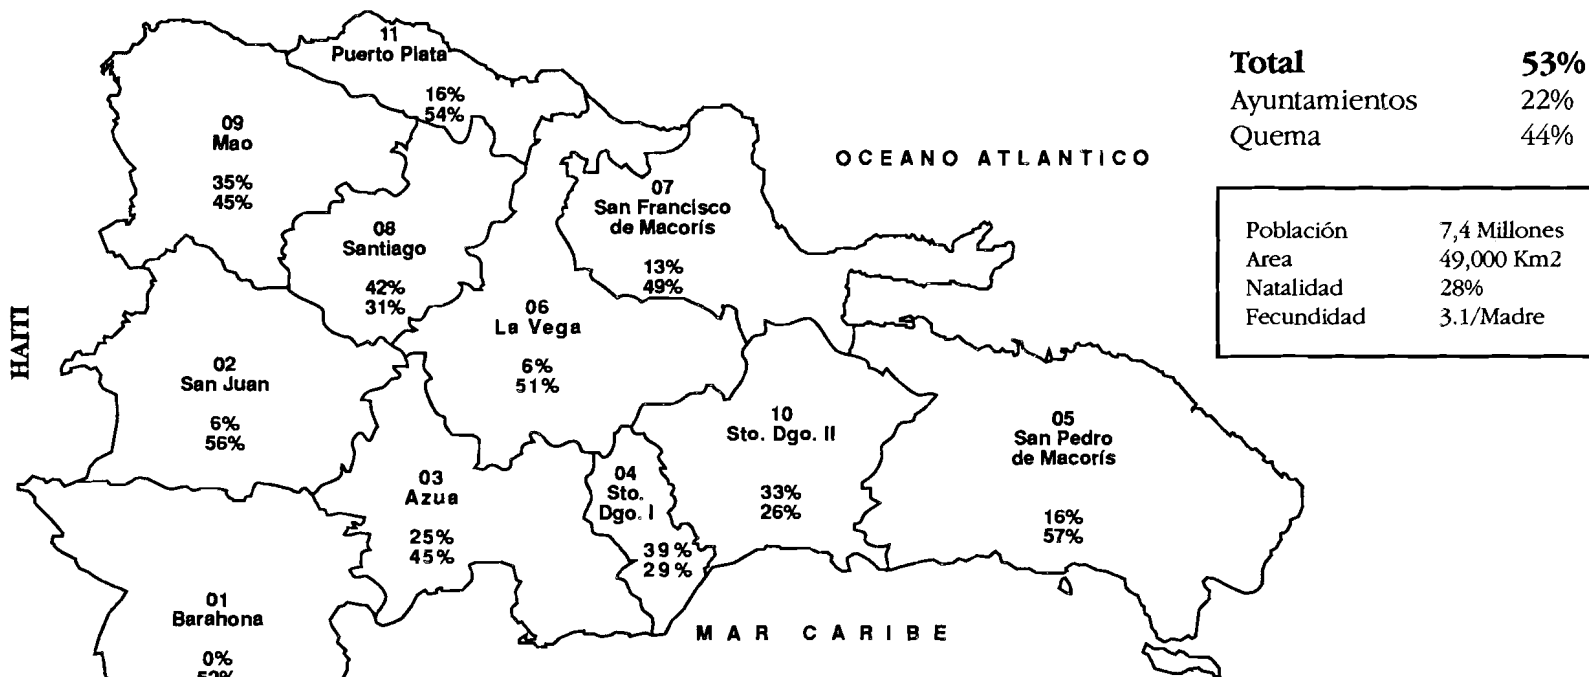 11
Puerto Plata
16%
54%
09
Mao
35%
45%
08
Santiago
42%
31%
07
San Francisco
de Macorís
13%
49%
06
La Vega
6%
51%
02
San Juan
6%
56%
03
Azua
25%
45%
04
Sto.
Dgo. I
39%
29%
10
Sto. Dgo. II
33%
26%
05
San Pedro
de Macorís
16%
57%
01
Barahona
0%
HAITI
OCEANO ATLANTICO
MAR CARIBE
Total 53%
Ayuntamientos 22%
Quema 44%
Población 7,4 Millones
Area 49,000 Km2
Natalidad 28%
Fecundidad 3.1/Madre